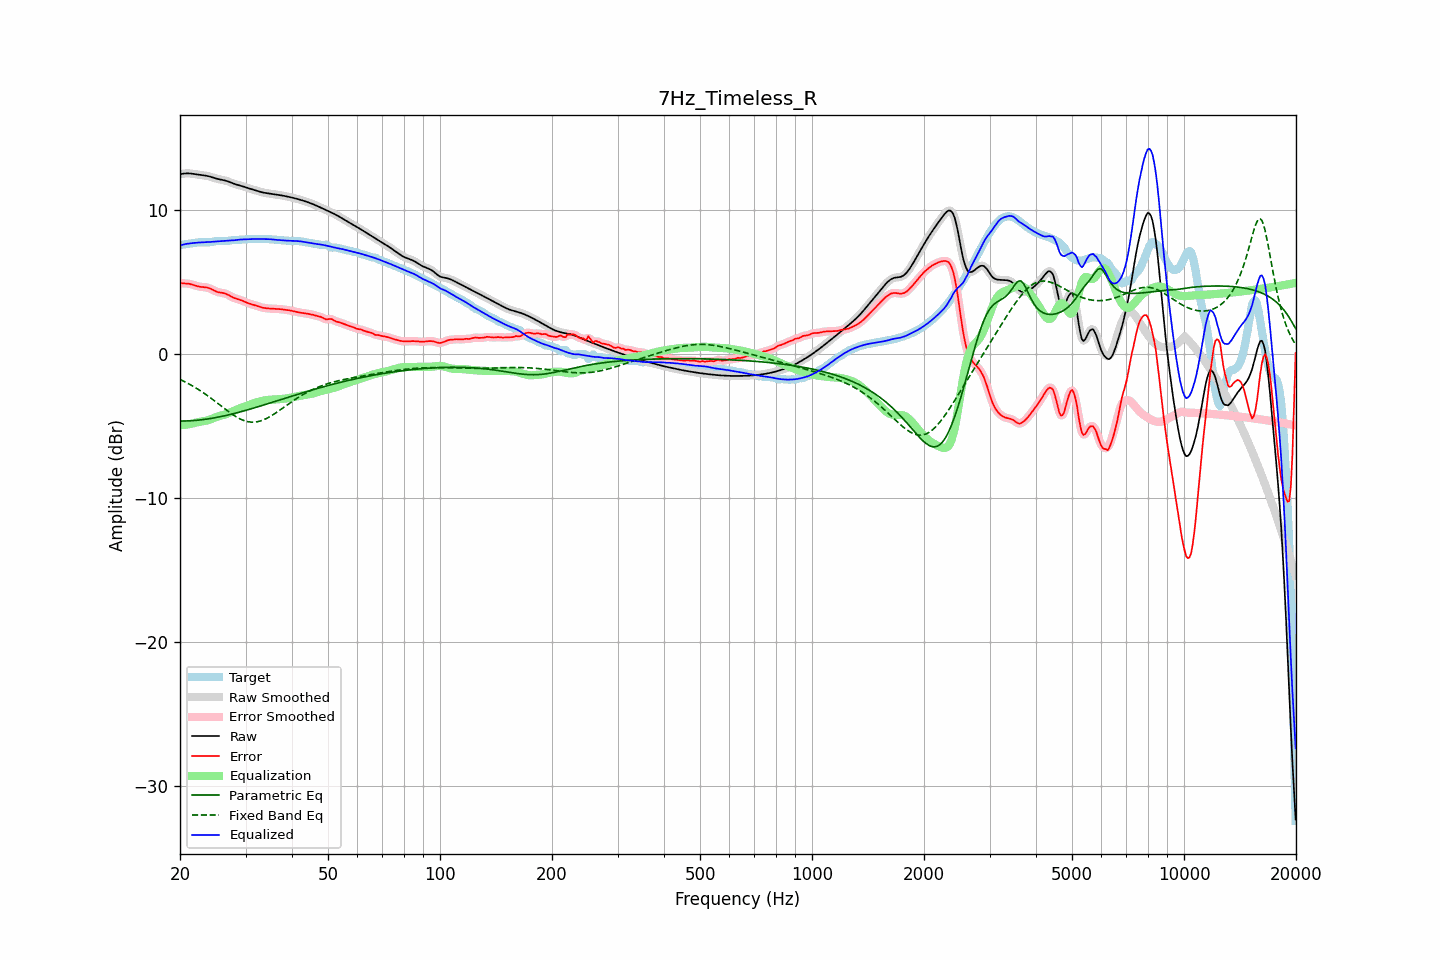 7Hz_Timeless_R
Amplitude (dBr)
10
0
−10
−20
−30
Target
Raw Smoothed
Error Smoothed
Raw
Error
Equalization
Parametric Eq
Fixed Band Eq
Equalized
20 50 100 200 500 1000 2000 5000 10000 20000
Frequency (Hz)